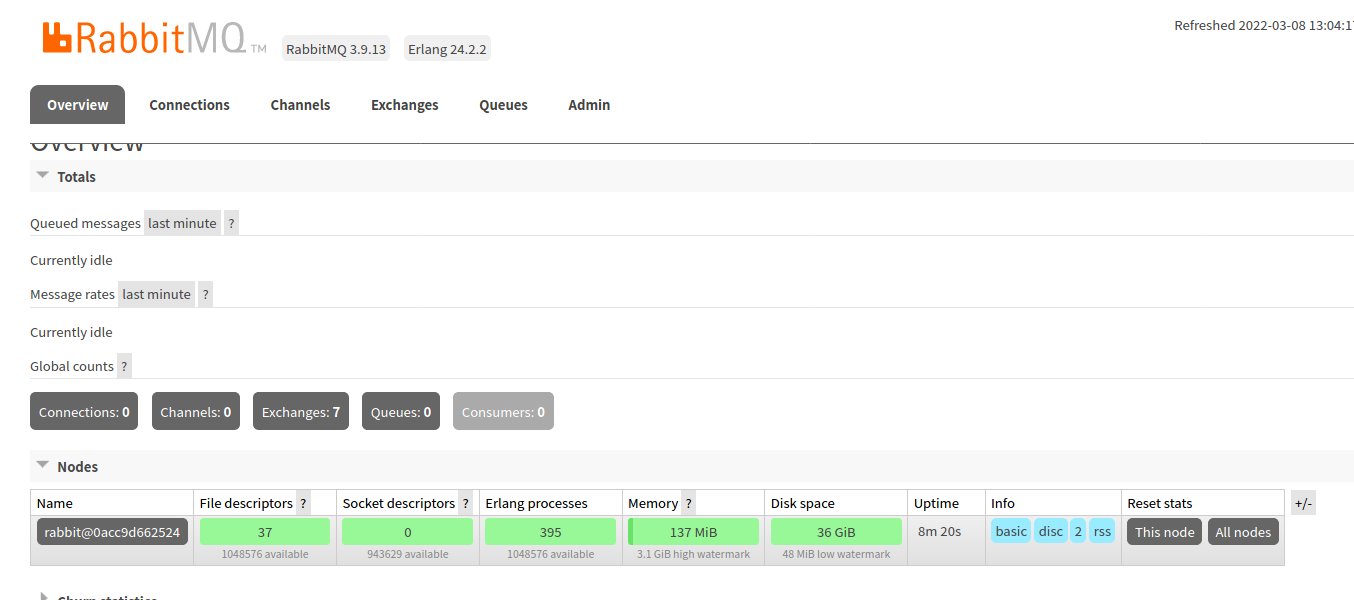 RabbitMQ TM RabbitMQ 3.9.13 Erlang 24.2.2
Refreshed 2022-03-08 13:04:1
Overview Connections Channels Exchanges Queues Admin
Overview
Totals
Queued messages last minute ?
Currently idle
Message rates last minute ?
Currently idle
Global counts ?
Connections: 0 Channels: 0 Exchanges: 7 Queues: 0 Consumers: 0
Nodes
Name File descriptors ? Socket descriptors ? Erlang processes Memory ? Disk space Uptime Info Reset stats +/-
rabbit@0acc9d662524 37 0 395 137 MiB 36 GiB 8m 20s basic disc 2 rss This node All nodes
1048576 available 943629 available 1048576 available 3.1 GiB high watermark 48 MiB low watermark
Churn statistics